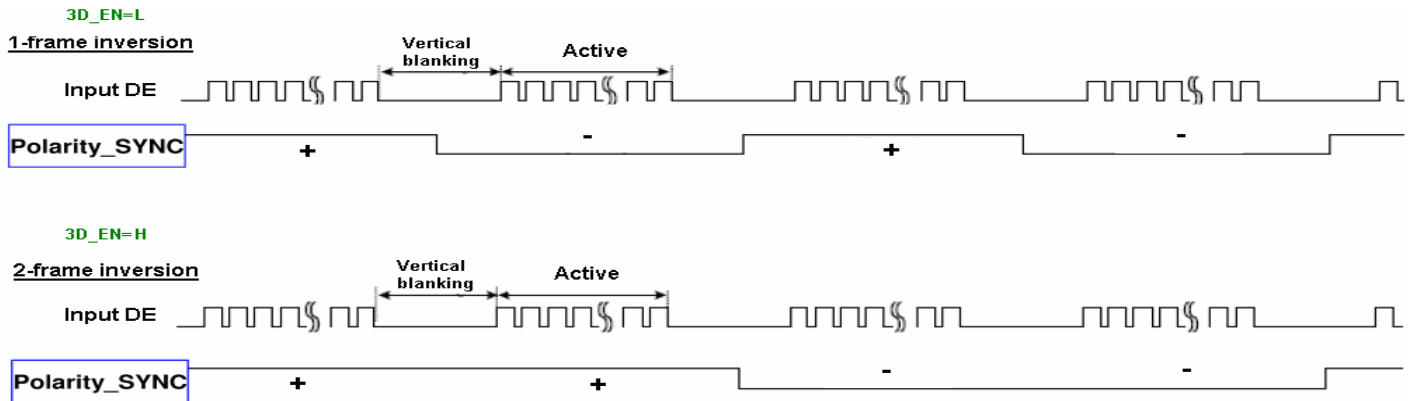 3D_EN=L
1-frame inversion
Vertical blanking
Active
Input DE
Polarity_SYNC
+
-
+
-
3D_EN=H
2-frame inversion
Vertical
blanking
Active
Input DE
Polarity_SYNC
+
+
-
-